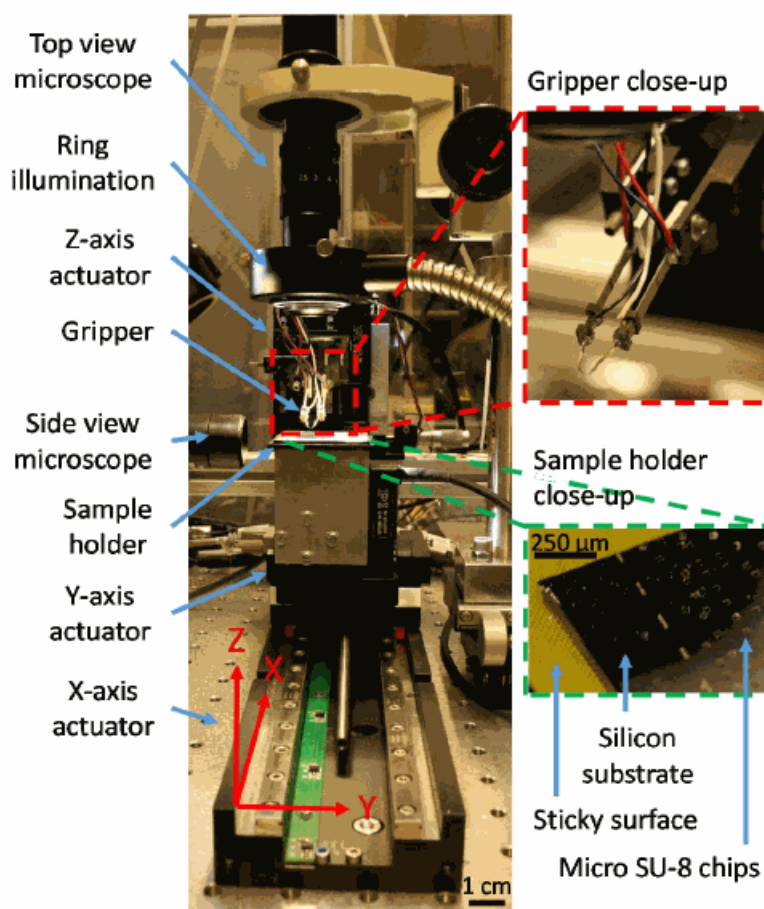 Top view
microscope
Ring
illumination
Z-axis
actuator
Gripper
Side view
microscope
Sample
holder
Y-axis
actuator
X-axis
actuator
Z
X
Y
1 cm
Gripper close-up
Sample holder
close-up
250 µm
Silicon
substrate
Sticky surface
Micro SU-8 chips